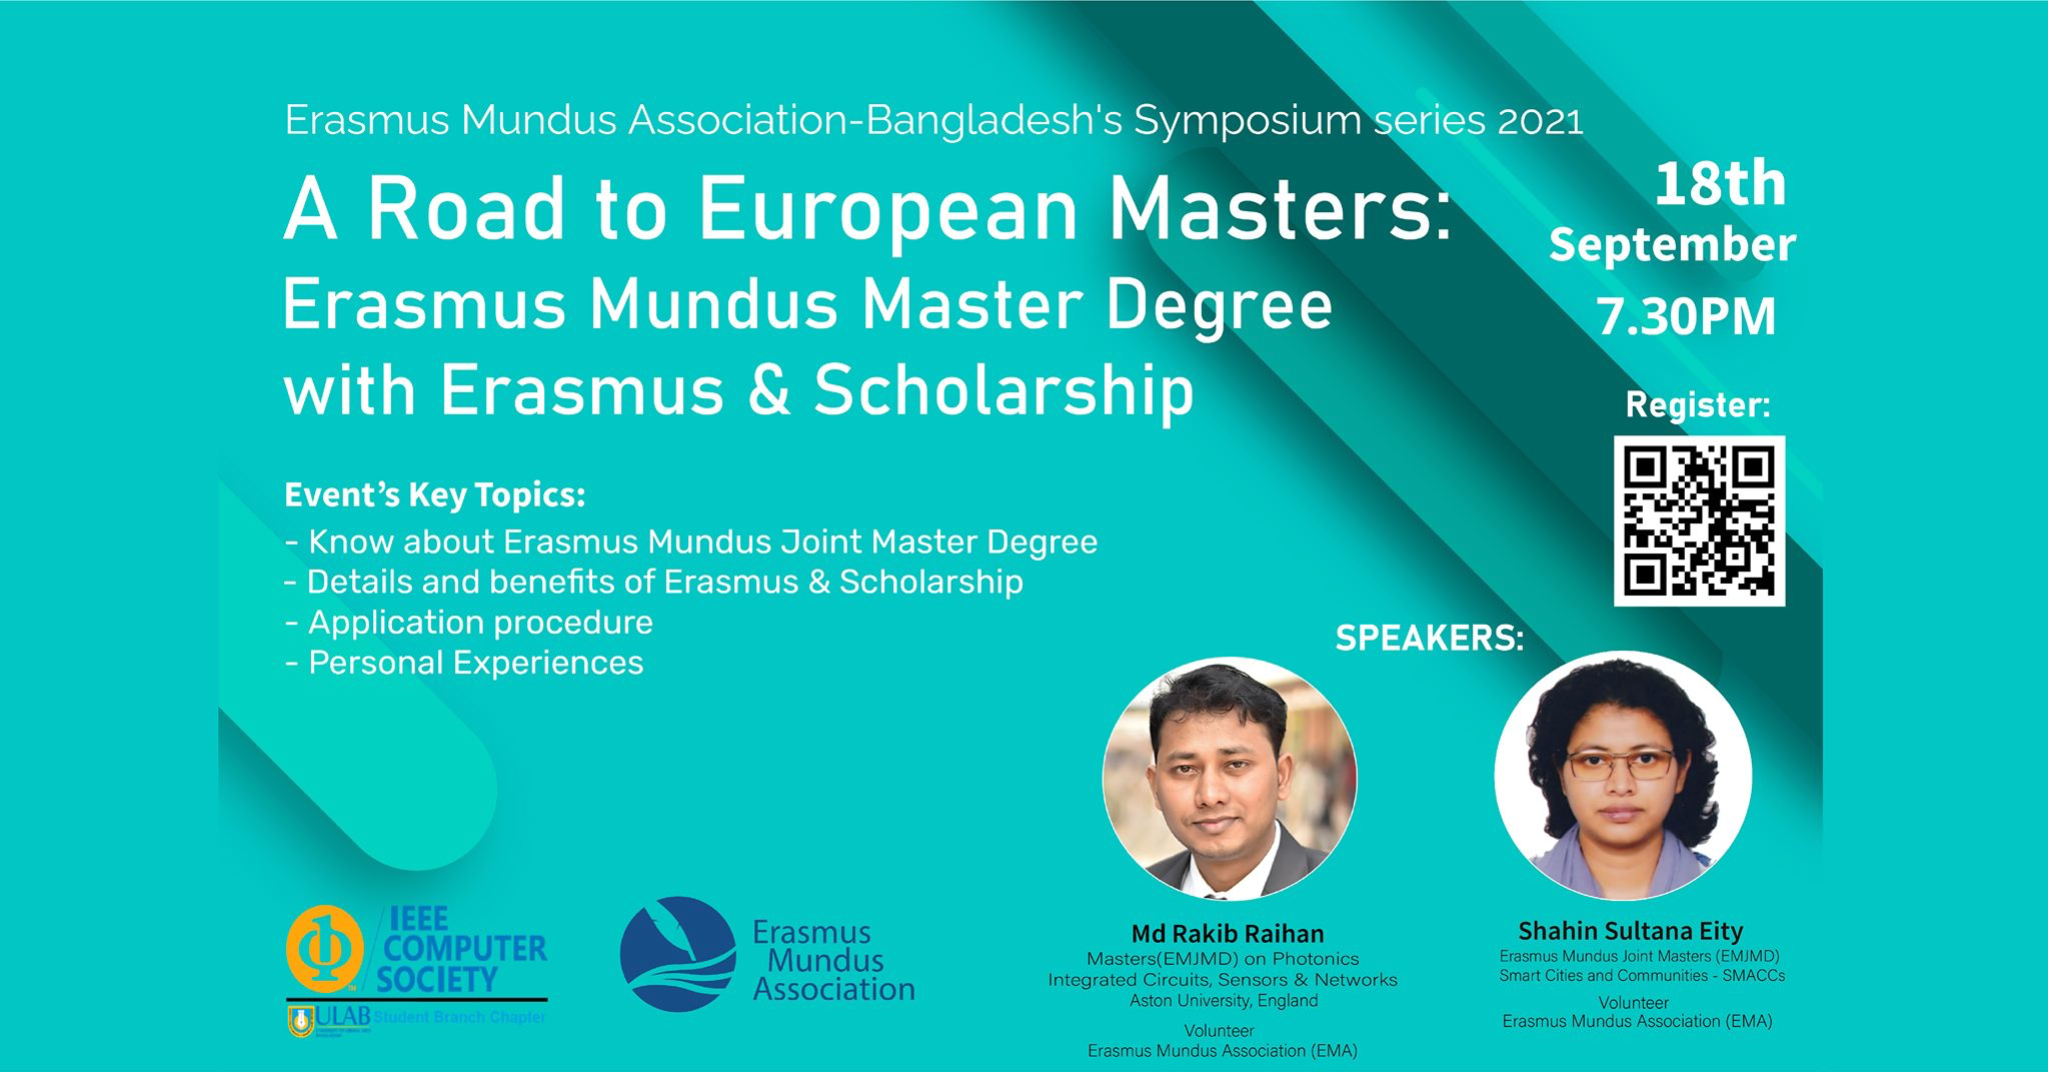 Erasmus Mundus Association-Bangladesh's Symposium series 2021
A Road to European Masters:
Erasmus Mundus Master Degree
with Erasmus & Scholarship
18th
September
7.30PM
Register:
Event's Key Topics:
- Know about Erasmus Mundus Joint Master Degree
- Details and benefits of Erasmus & Scholarship
- Application procedure
- Personal Experiences
SPEAKERS:
Md Rakib Raihan
Masters(EMJMD) on Photonics
Integrated Circuits, Sensors & Networks
Aston University, England
Volunteer
Erasmus Mundus Association (EMA)
Shahin Sultana Eity
Erasmus Mundus Joint Masters (EMJMD)
Smart Cities and Communities - SMACCs
Volunteer
Erasmus Mundus Association (EMA)
IEEE
COMPUTER
SOCIETY
ULAB Student Branch Chapter
Erasmus
Mundus
Association